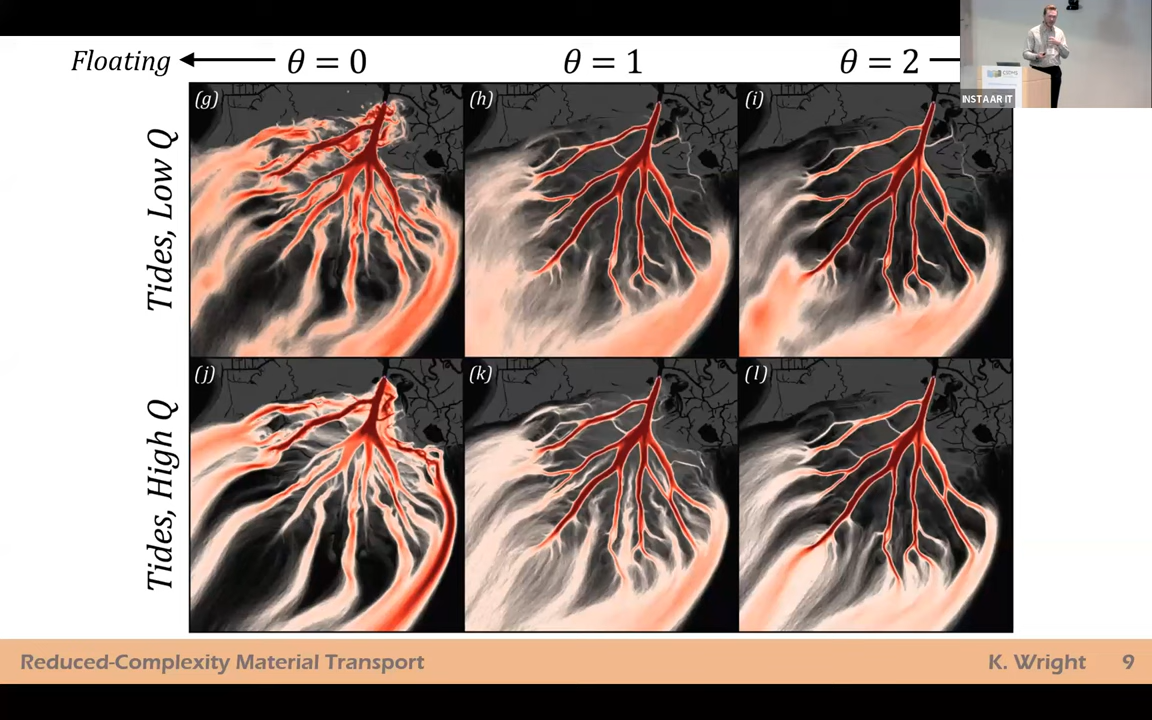 Floating θ = 0 θ = 1 θ = 2
Tides, Low Q
(g) (h) (i)
INSTAAR IT
Tides, High Q
(j) (k) (l)
Reduced-Complexity Material Transport K. Wright 9